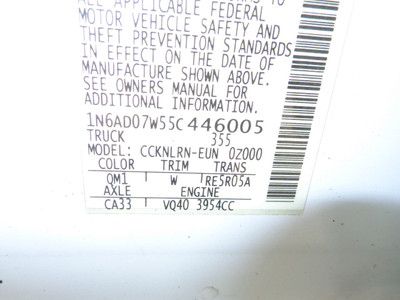 ALL APPLICABLE FEDERAL
MOTOR VEHICLE SAFETY AND
THEFT PREVENTION STANDARDS
IN EFFECT ON THE DATE OF
MANUFACTURE SHOWN ABOVE.
SEE OWNERS MANUAL FOR
ADDITIONAL INFORMATION.
1N6AD07W55C446005
TRUCK 355
MODEL: CCKNLRN-EUN 0Z000
COLOR TRIM TRANS
QM1 W RE5R05A
AXLE ENGINE
CA33 VQ40 3954CC